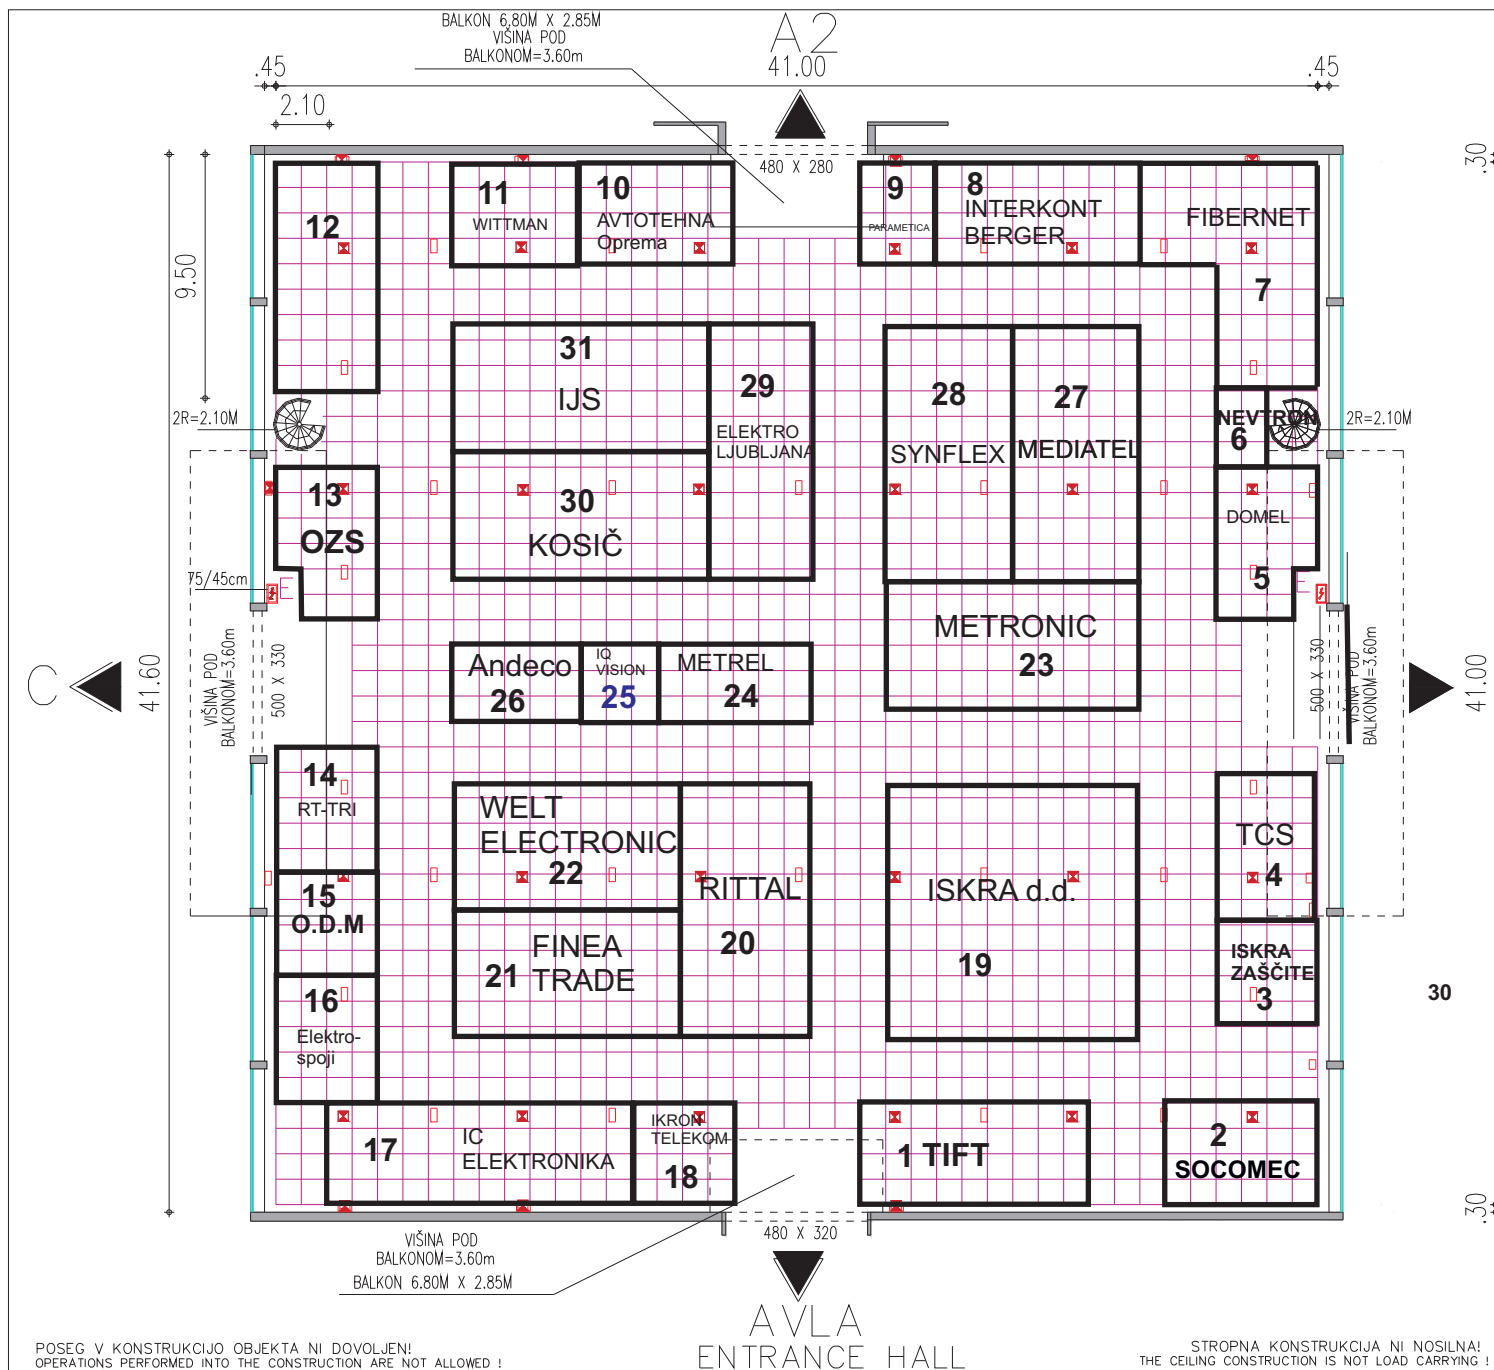 BALKON 6.80M X 2.85M
VIŠINA POD
BALKONOM=3.60m
A2
.45
41.00
.45
2.10
480 X 280
.30
9.50
12
11
WITTMAN
10
AVTOTEHNA
Oprema
9
PARAMETICA
8
INTERKONT
BERGER
FIBERNET
7
31
IJS
29
ELEKTRO
LJUBLJANA
28
SYNFLEX
27
MEDIATEL
NEVTRON
6
2R=2.10M
2R=2.10M
13
OZS
30
KOSIČ
DOMEL
5
75/45cm
E
E
METRONIC
23
Andeco
26
IQ
VISION
25
METREL
24
C
41.60
VIŠINA POD
BALKONOM=3.60m
500 X 330
500 X 330
VIŠINA POD
BALKONOM=3.60m
41.00
14
RT-TRI
WELT
ELECTRONIC
22
RITTAL
20
ISKRA d.d.
19
TCS
4
15
O.D.M
FINEA
TRADE
21
ISKRA
ZAŠČITE
3
30
16
Elektro-
spoji
17
IC
ELEKTRONIKA
IKRON
TELEKOM
18
1 TIFT
2
SOCOMEC
.30
480 X 320
VIŠINA POD
BALKONOM=3.60m
BALKON 6.80M X 2.85M
AVLA
ENTRANCE HALL
POSEG V KONSTRUKCIJO OBJEKTA NI DOVOLJEN!
OPERATIONS PERFORMED INTO THE CONSTRUCTION ARE NOT ALLOWED !
STROPNA KONSTRUKCIJA NI NOSILNA!
THE CEILING CONSTRUCTION IS NOT LOAD CARRYING !